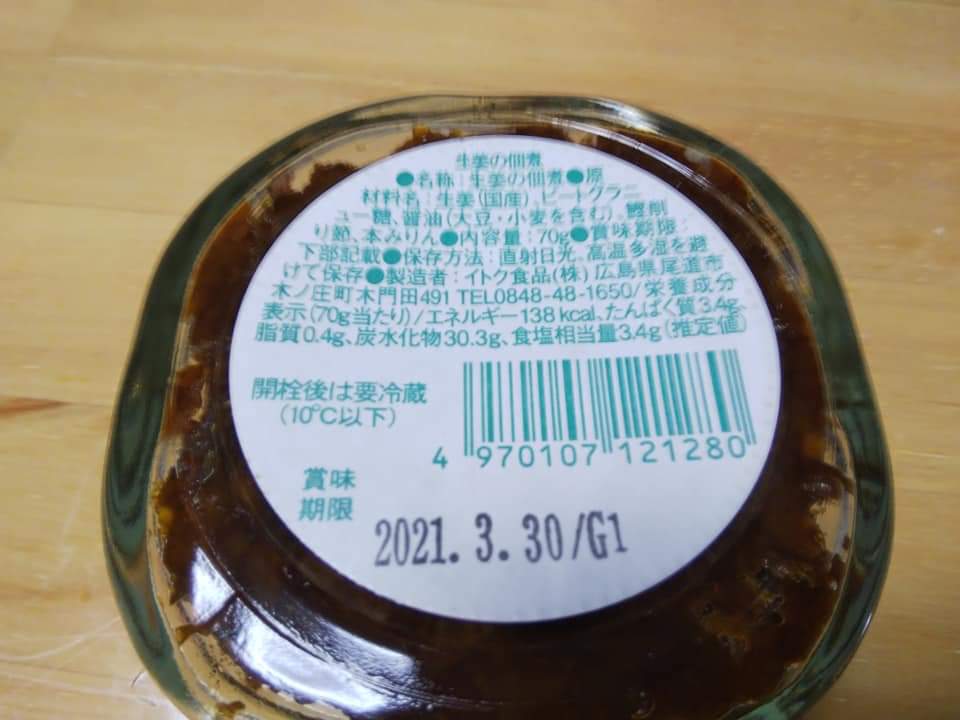 生姜の佃煮
●名称:生姜の佃煮●原
材料名:生姜(国産)、ビートグラニ
ュー糖、醤油(大豆・小麦を含む)、鰹削
り節、本みりん●内容量:70g●賞味期限:
下部記載●保存方法:直射日光、高温多湿を避
けて保存●製造者:イトク食品(株)広島県尾道市
木ノ庄町木門田491 TEL0848-48-1650/栄養成分
表示(70g当たり)/エネルギー138kcal、たんぱく質3.4g、
脂質0.4g、炭水化物30.3g、食塩相当量3.4g(推定値)
開栓後は要冷蔵
(10℃以下)
4 970107 121280
賞味
期限
2021. 3. 30/G1